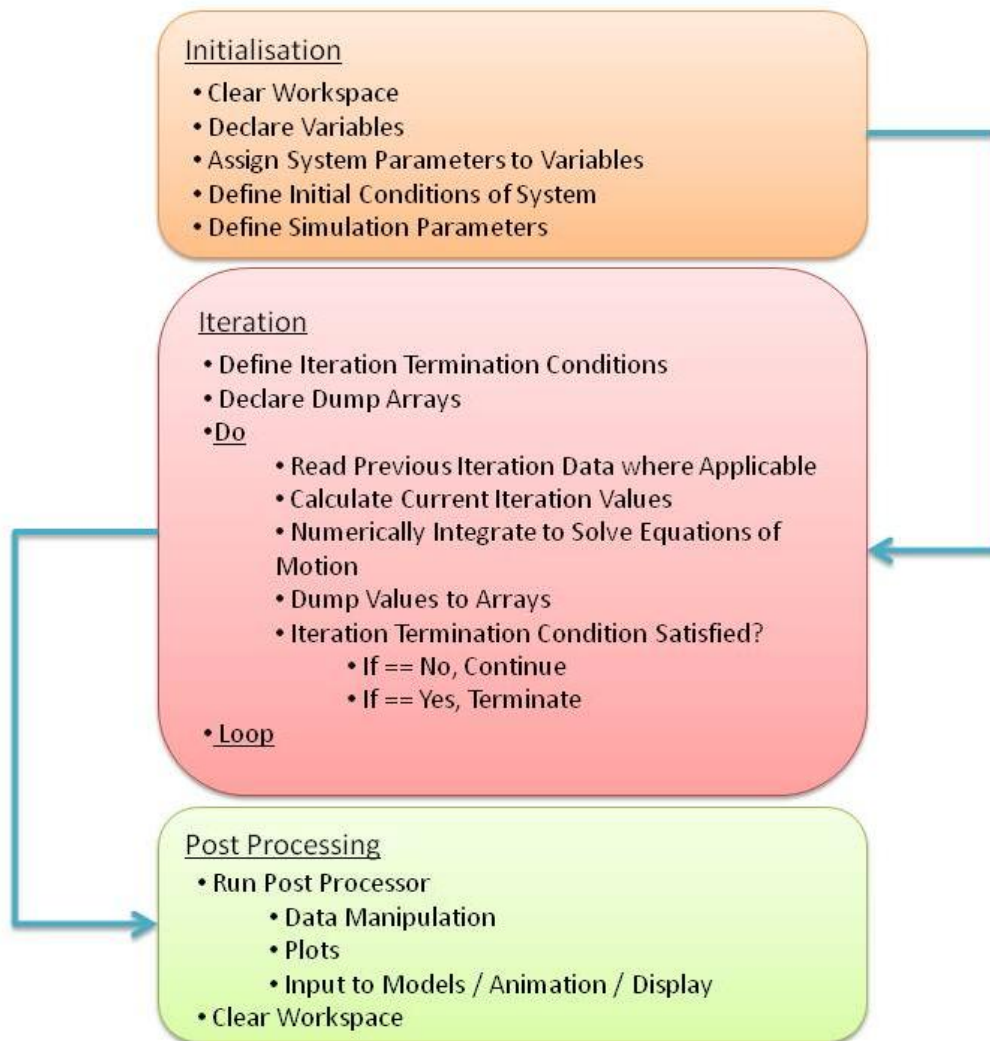 Initialisation
• Clear Workspace
• Declare Variables
• Assign System Parameters to Variables
• Define Initial Conditions of System
• Define Simulation Parameters
Iteration
• Define Iteration Termination Conditions
• Declare Dump Arrays
•Do
• Read Previous Iteration Data where Applicable
• Calculate Current Iteration Values
• Numerically Integrate to Solve Equations of
Motion
• Dump Values to Arrays
• Iteration Termination Condition Satisfied?
• If == No, Continue
• If == Yes, Terminate
• Loop
Post Processing
• Run Post Processor
• Data Manipulation
• Plots
• Input to Models / Animation / Display
• Clear Workspace